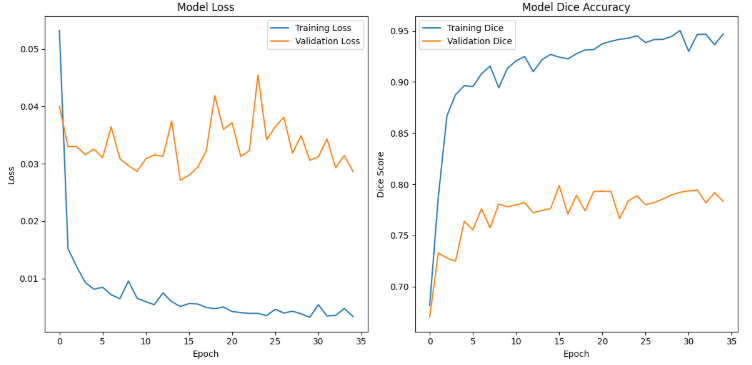 Model Loss
Training Loss
Validation Loss
0.05
0.04
0.03
0.02
0.01
Loss
0
5
10
15
20
25
30
35
Epoch
Model Dice Accuracy
Training Dice
Validation Dice
0.95
0.90
0.85
0.80
0.75
0.70
Dice Score
0
5
10
15
20
25
30
35
Epoch